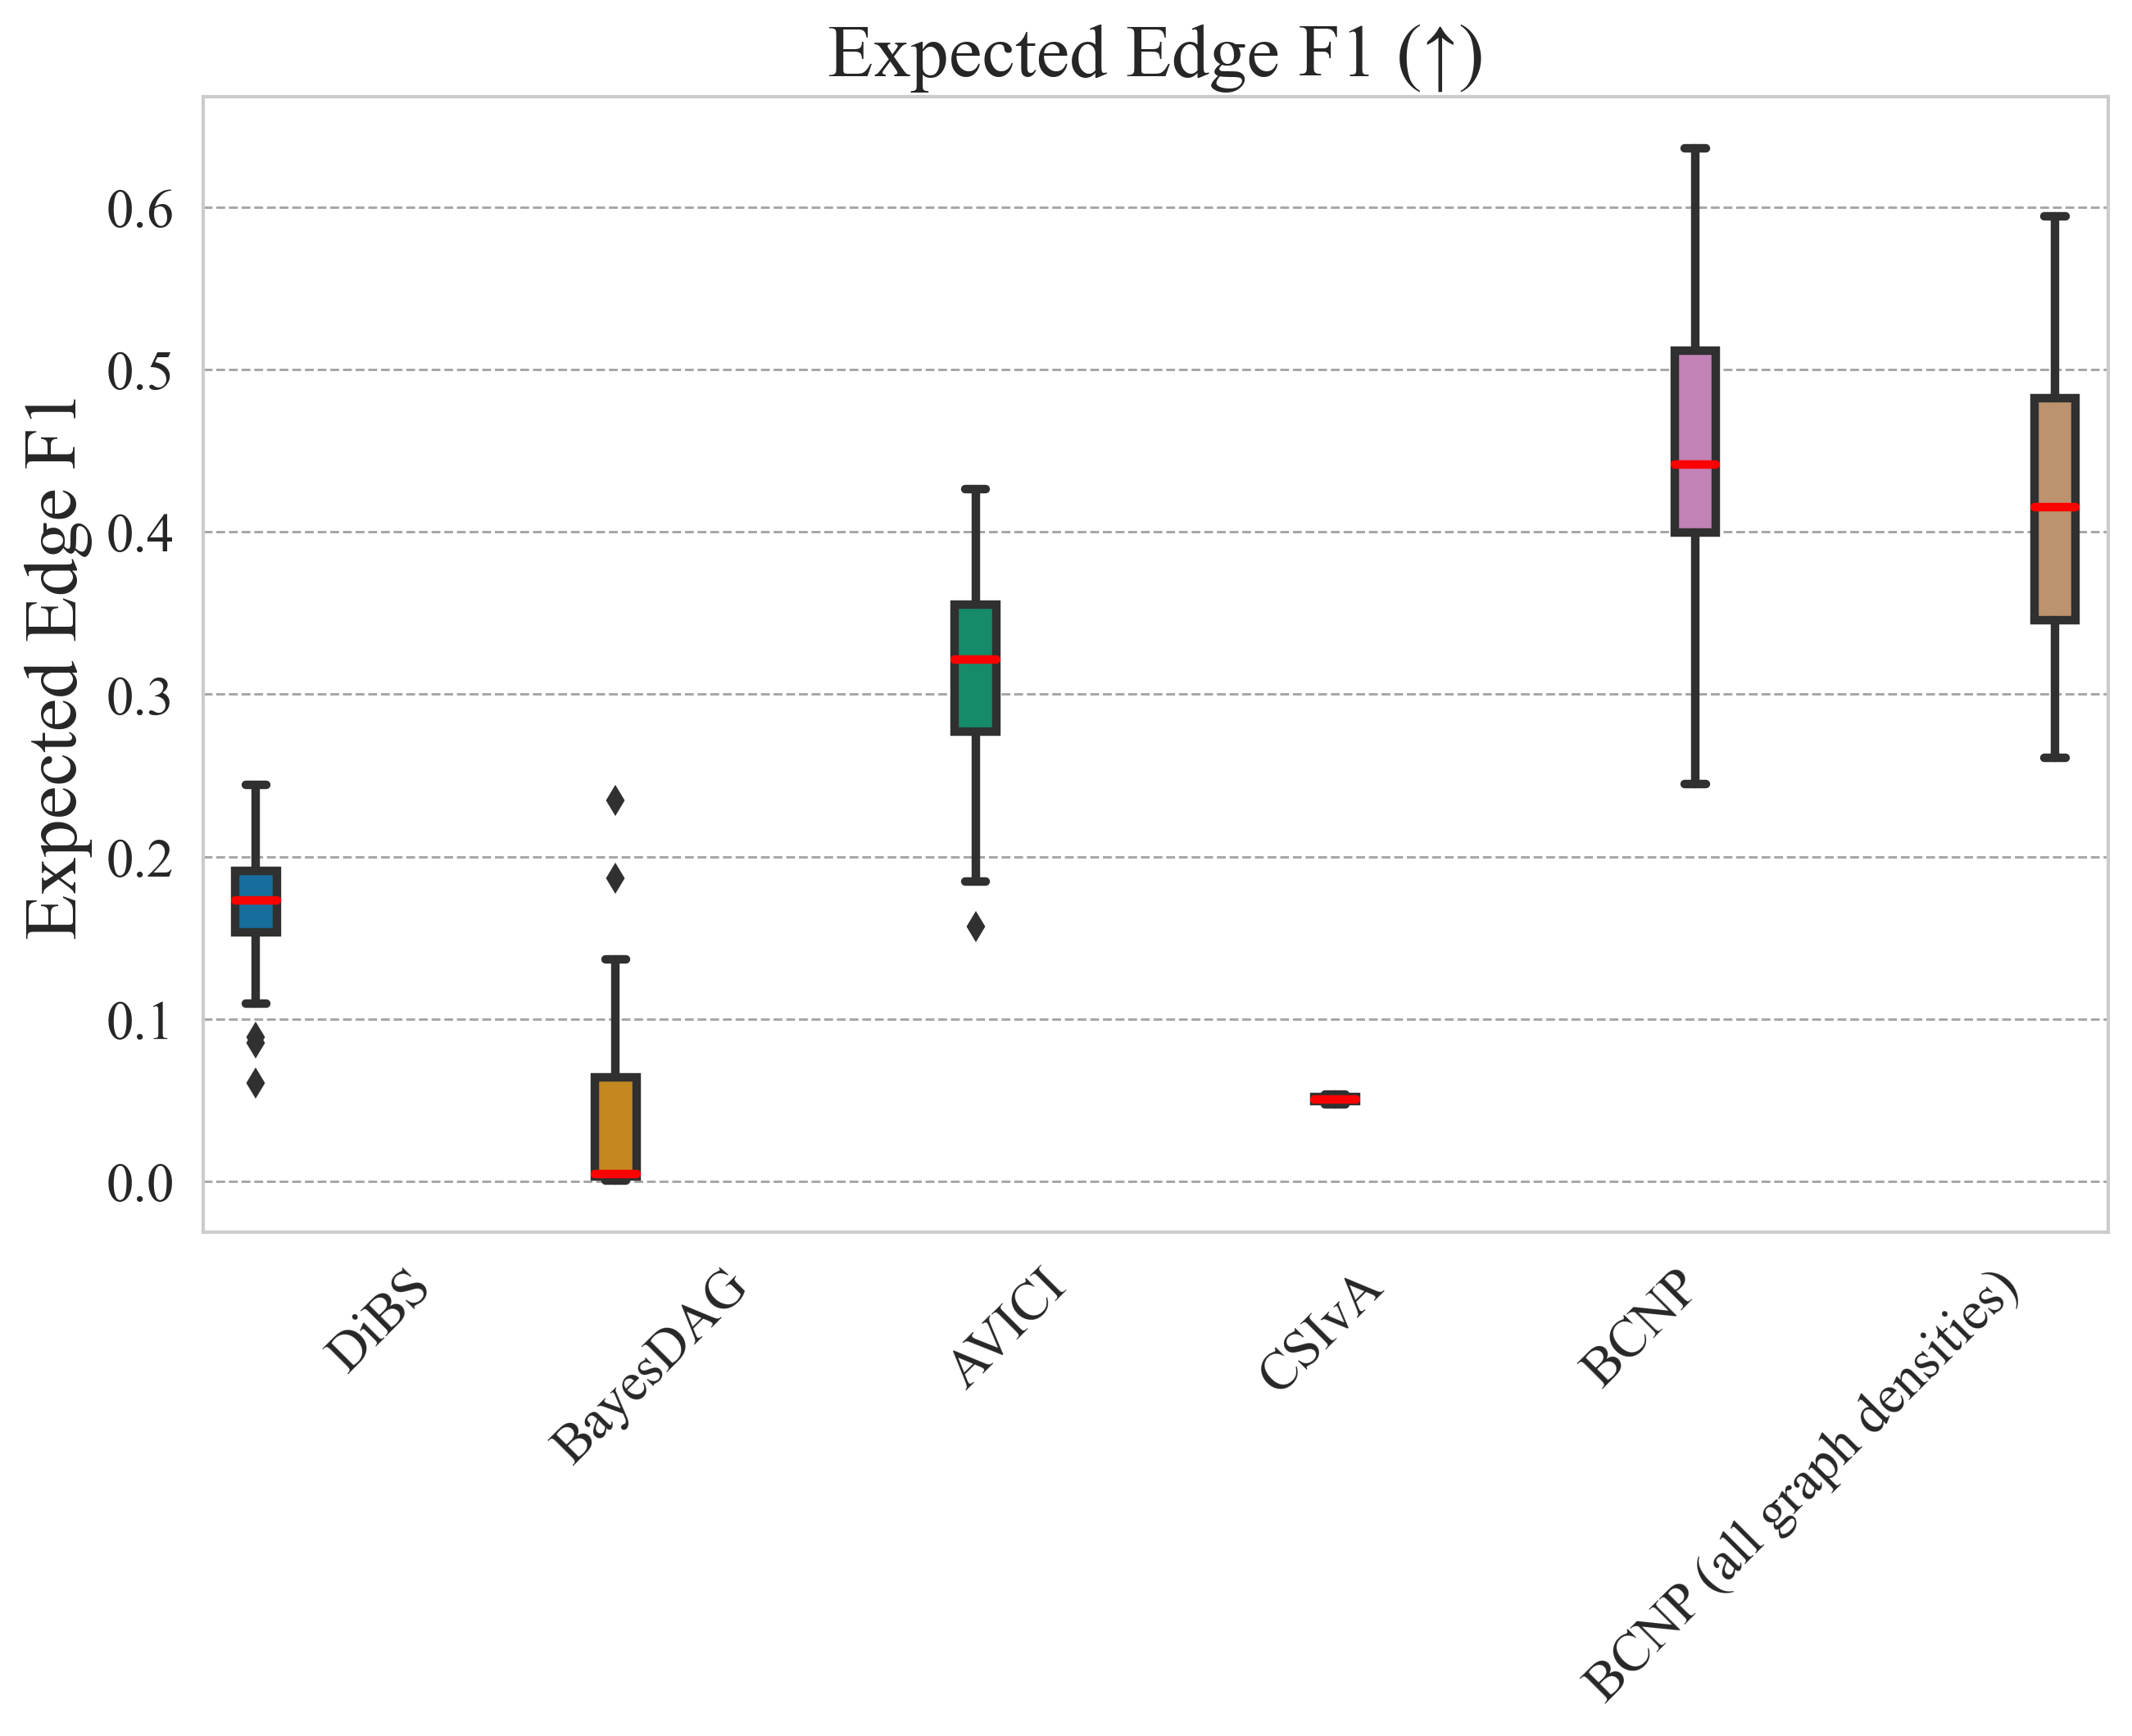 Expected Edge F1 (↑)
Expected Edge F1
0.6
0.5
0.4
0.3
0.2
0.1
0.0
DiBS
BayesDAG
AVICI
CSIvA
BCNP
BCNP (all graph densities)